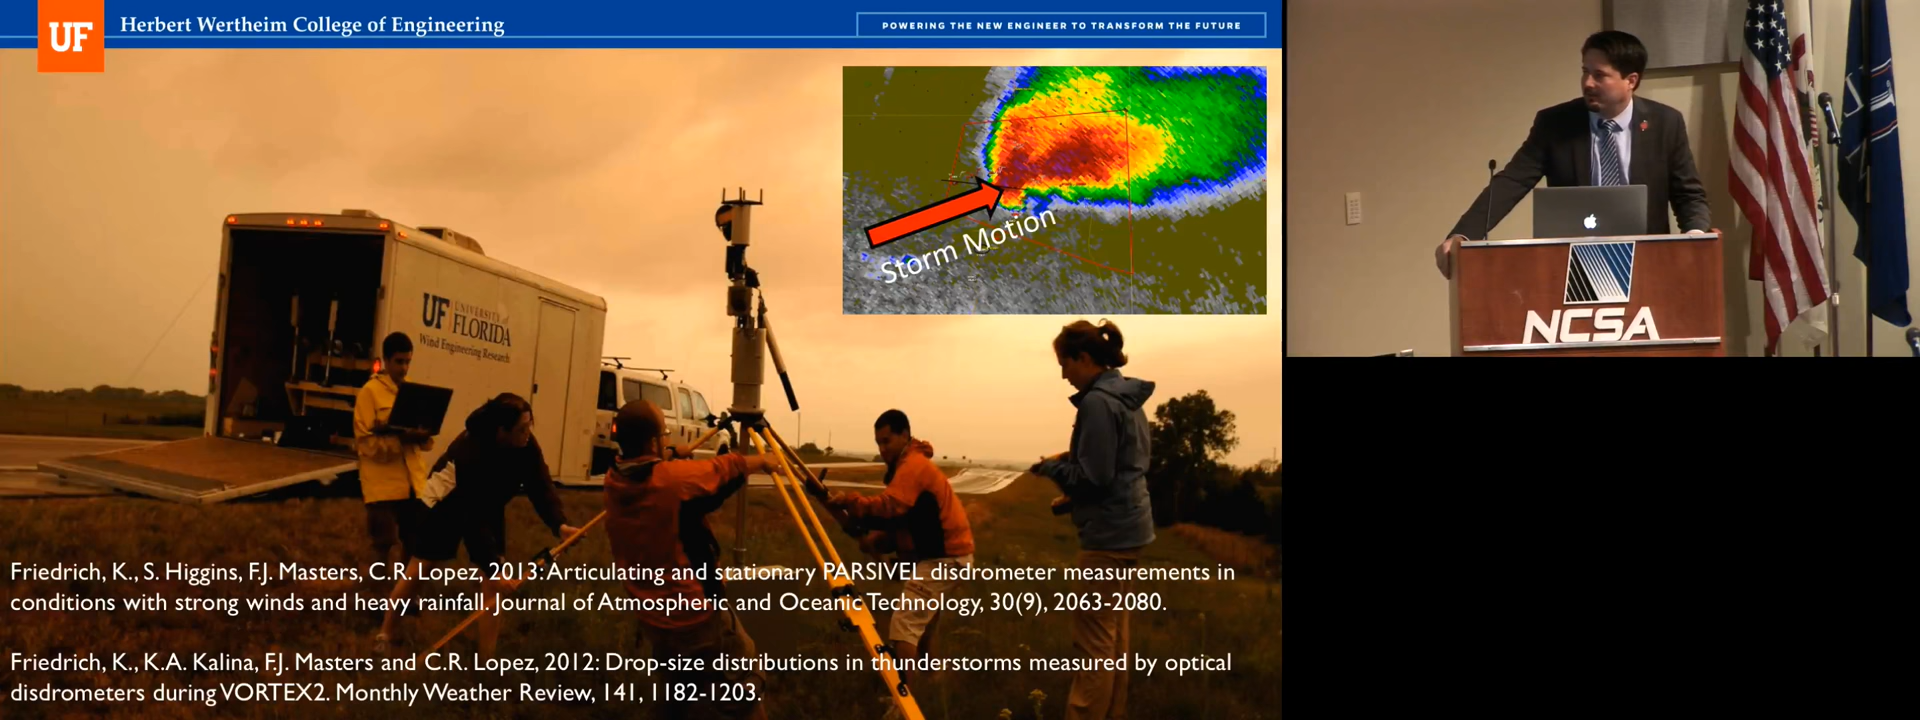 UF
Herbert Wertheim College of Engineering
POWERING THE NEW ENGINEER TO TRANSFORM THE FUTURE
Storm Motion
UF UNIVERSITY of
FLORIDA
Wind Engineering Research
NCSA
Friedrich, K., S. Higgins, F.J. Masters, C.R. Lopez, 2013: Articulating and stationary PARSIVEL disdrometer measurements in
conditions with strong winds and heavy rainfall. Journal of Atmospheric and Oceanic Technology, 30(9), 2063-2080.
Friedrich, K., K.A. Kalina, F.J. Masters and C.R. Lopez, 2012: Drop-size distributions in thunderstorms measured by optical
disdrometers during VORTEX2. Monthly Weather Review, 141, 1182-1203.